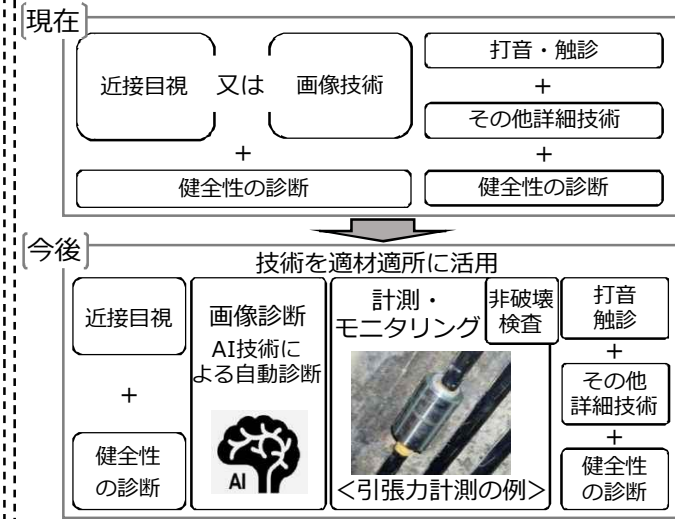 現在
近接目視 又は 画像技術
+
健全性の診断
打音・触診
+
その他詳細技術
+
健全性の診断
今後
技術を適材適所に活用
近接目視
+
健全性
の診断
画像診断
AI技術に
よる自動診断
AI
計測・
モニタリング
<引張力計測の例>
非破壊
検査
打音
触診
+
その他
詳細技術
+
健全性
の診断